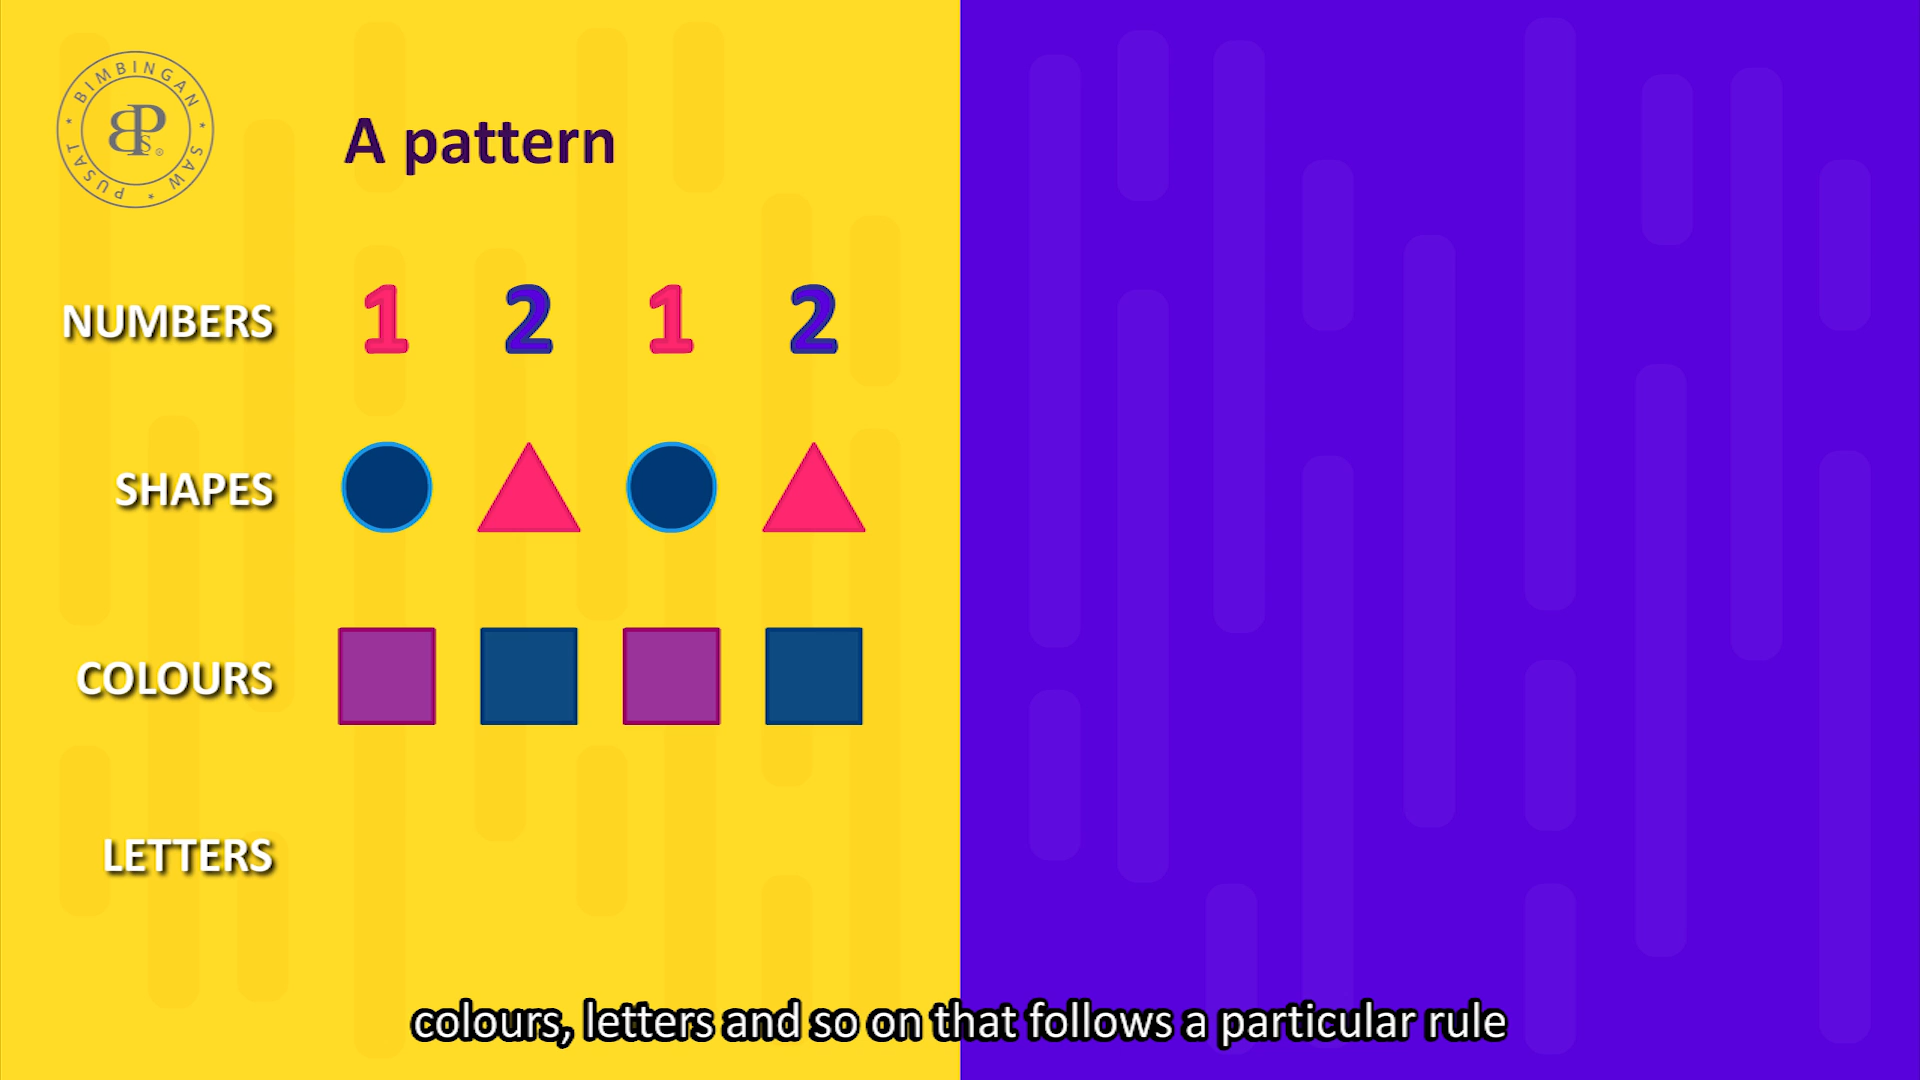 PUSAT * BIMBINGAN * SAW *
BPS®
A pattern
NUMBERS 1 2 1 2
SHAPES
COLOURS
LETTERS
colours, letters and so on that follows a particular rule